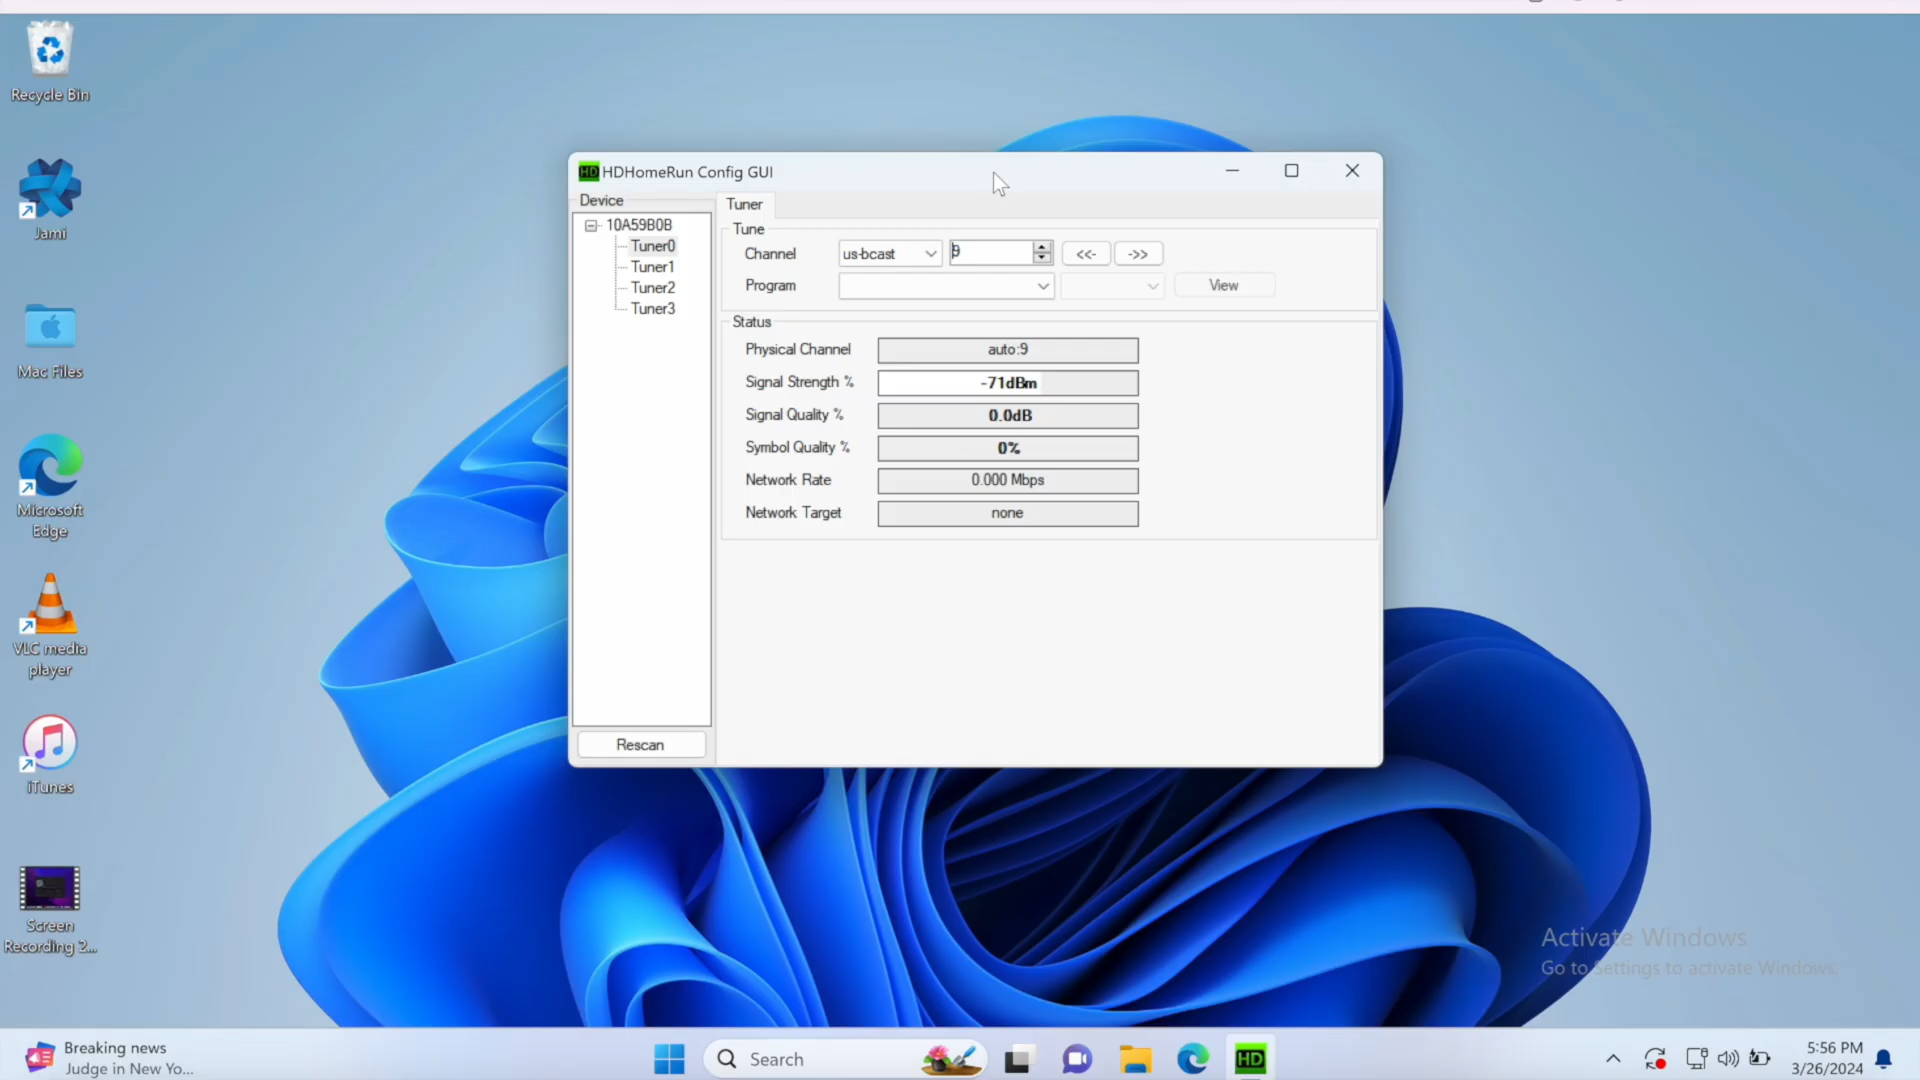 Recycle Bin
Jami
Mac Files
Microsoft
Edge
VLC media
player
iTunes
Screen
Recording 2...
HD HDHomeRun Config GUI
Device
10A59B0B
Tuner0
Tuner1
Tuner2
Tuner3
Rescan
Tuner
Tune
Channel us-bcast 9 <<- ->>
Program View
Status
Physical Channel auto:9
Signal Strength % -71dBm
Signal Quality % 0.0dB
Symbol Quality % 0%
Network Rate 0.000 Mbps
Network Target none
Activate Windows
Go to Settings to activate Windows.
Breaking news
Judge in New Yo...
Search
HD
5:56 PM
3/26/2024